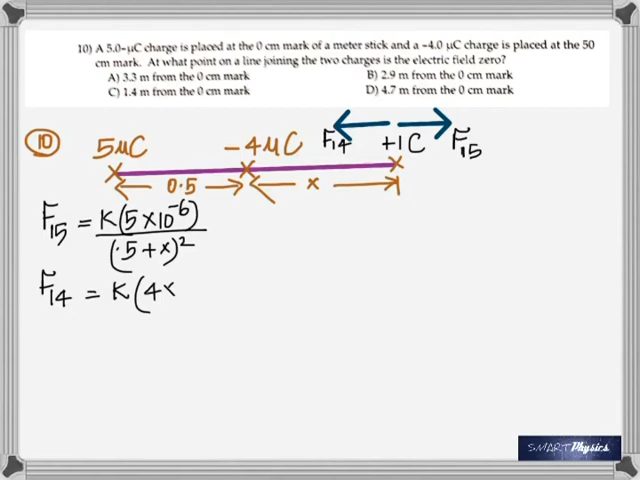 10) A 5.0-μC charge is placed at the 0 cm mark of a meter stick and a -4.0 μC charge is placed at the 50
cm mark. At what point on a line joining the two charges is the electric field zero?
A) 3.3 m from the 0 cm mark B) 2.9 m from the 0 cm mark
C) 1.4 m from the 0 cm mark D) 4.7 m from the 0 cm mark
10 5μC -4μC F14 +1C F15
0.5 x
F15 = K(5×10^-6)
(.5+x)^2
F14 = K(4×
SMART Physics